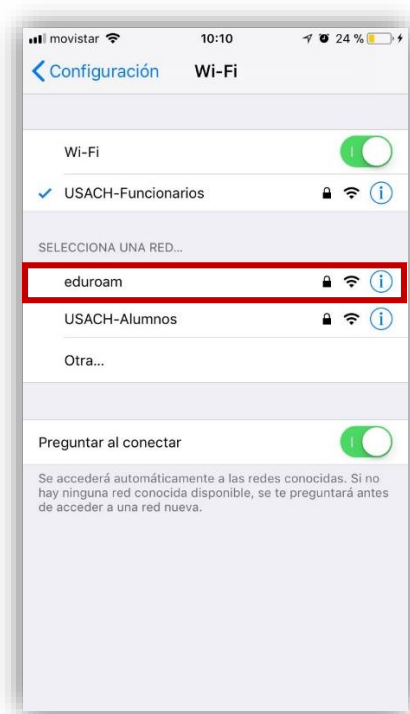 movistar 10:10 24 %
Configuración Wi-Fi
Wi-Fi
USACH-Funcionarios
SELECCIONA UNA RED...
eduroam
USACH-Alumnos
Otra...
Preguntar al conectar
Se accederá automáticamente a las redes conocidas. Si no
hay ninguna red conocida disponible, se te preguntará antes
de acceder a una red nueva.